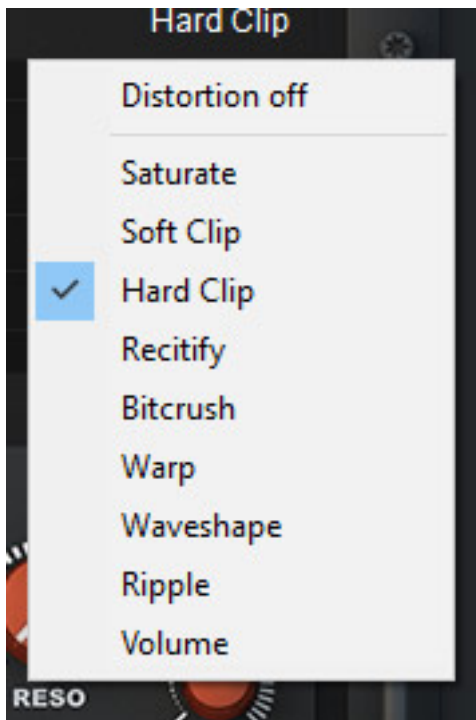 Hard Clip
Distortion off
Saturate
Soft Clip
Hard Clip
Recitify
Bitcrush
Warp
Waveshape
Ripple
Volume
RESO